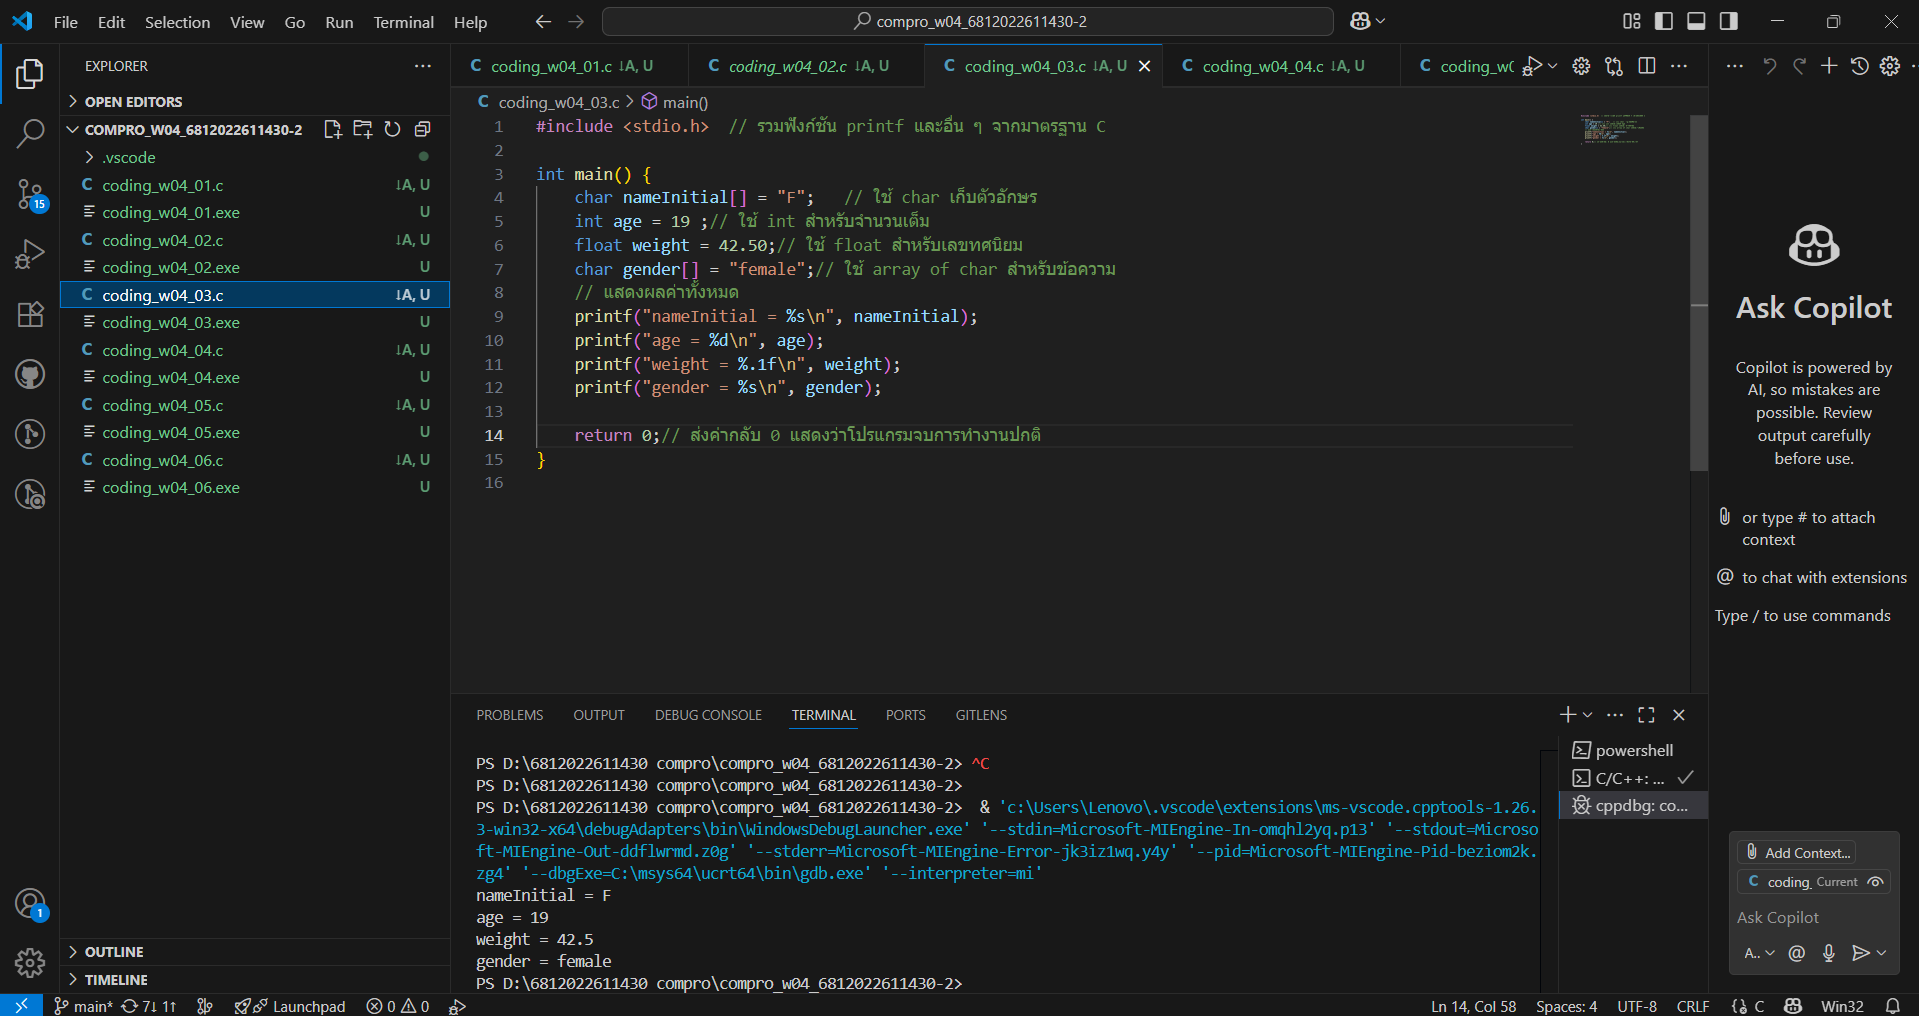 File Edit Selection View Go Run Terminal Help
compro_w04_6812022611430-2
EXPLORER
OPEN EDITORS
COMPRO_W04_6812022611430-2
.vscode
coding_w04_01.c ↓A, U
coding_w04_01.exe U
coding_w04_02.c ↓A, U
coding_w04_02.exe U
coding_w04_03.c ↓A, U
coding_w04_03.exe U
coding_w04_04.c ↓A, U
coding_w04_04.exe U
coding_w04_05.c ↓A, U
coding_w04_05.exe U
coding_w04_06.c ↓A, U
coding_w04_06.exe U
OUTLINE
TIMELINE
15
1
C coding_w04_01.c ↓A, U C coding_w04_02.c ↓A, U C coding_w04_03.c ↓A, U C coding_w04_04.c ↓A, U C coding_w0
C coding_w04_03.c > main()
1 #include <stdio.h> // รวมฟังก์ชัน printf และอื่น ๆ จากมาตรฐาน C
2
3 int main() {
4 char nameInitial[] = "F"; // ใช้ char เก็บตัวอักษร
5 int age = 19 ;// ใช้ int สำหรับจำนวนเต็ม
6 float weight = 42.50;// ใช้ float สำหรับเลขทศนิยม
7 char gender[] = "female";// ใช้ array of char สำหรับข้อความ
8 // แสดงผลค่าทั้งหมด
9 printf("nameInitial = %s\n", nameInitial);
10 printf("age = %d\n", age);
11 printf("weight = %.1f\n", weight);
12 printf("gender = %s\n", gender);
13
14 return 0;// ส่งค่ากลับ 0 แสดงว่าโปรแกรมจบการทำงานปกติ
15 }
16
PROBLEMS OUTPUT DEBUG CONSOLE TERMINAL PORTS GITLENS
PS D:\6812022611430 compro\compro_w04_6812022611430-2> ^C
PS D:\6812022611430 compro\compro_w04_6812022611430-2>
PS D:\6812022611430 compro\compro_w04_6812022611430-2> & 'c:\Users\Lenovo\.vscode\extensions\ms-vscode.cpptools-1.26.
3-win32-x64\debugAdapters\bin\WindowsDebugLauncher.exe' '--stdin=Microsoft-MIEngine-In-omqhl2yq.p13' '--stdout=Microso
ft-MIEngine-Out-ddflwrmd.z0g' '--stderr=Microsoft-MIEngine-Error-jk3iz1wq.y4y' '--pid=Microsoft-MIEngine-Pid-beziom2k.
zg4' '--dbgExe=C:\msys64\ucrt64\bin\gdb.exe' '--interpreter=mi'
nameInitial = F
age = 19
weight = 42.5
gender = female
PS D:\6812022611430 compro\compro_w04_6812022611430-2>
powershell
C/C++: ...
cppdbg: co...
Ask Copilot
Copilot is powered by
AI, so mistakes are
possible. Review
output carefully
before use.
or type # to attach
context
@ to chat with extensions
Type / to use commands
Add Context...
C coding_ Current
Ask Copilot
A..
main* 7↓ 1↑ Launchpad 0 0 Ln 14, Col 58 Spaces: 4 UTF-8 CRLF {} C Win32